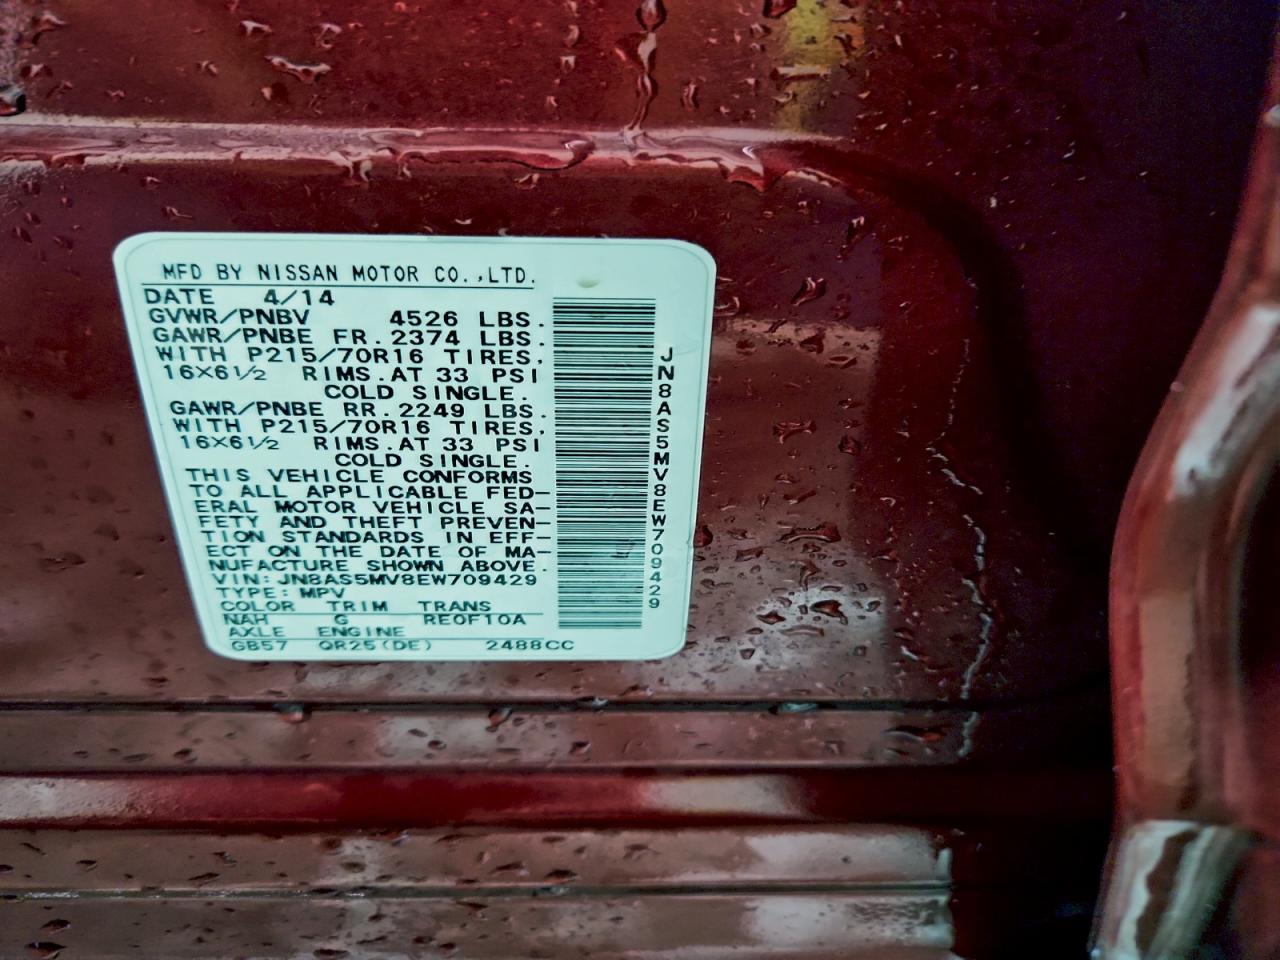 MFD BY NISSAN MOTOR CO.,LTD.
DATE 4/14
GVWR/PNBV 4526 LBS.
GAWR/PNBE FR. 2374 LBS.
WITH P215/70R16 TIRES.
16×6½ RIMS.AT 33 PSI
COLD SINGLE.
GAWR/PNBE RR. 2249 LBS.
WITH P215/70R16 TIRES.
16×6½ RIMS.AT 33 PSI
COLD SINGLE.
THIS VEHICLE CONFORMS
TO ALL APPLICABLE FED-
ERAL MOTOR VEHICLE SA-
FETY AND THEFT PREVEN-
TION STANDARDS IN EFF-
ECT ON THE DATE OF MA-
NUFACTURE SHOWN ABOVE.
VIN: JN8AS5MV8EW709429
TYPE: MPV
COLOR TRIM TRANS
NAH G RE0F10A
AXLE ENGINE
GB57 QR25(DE) 2488CC
JN8AS5MV8EW709429